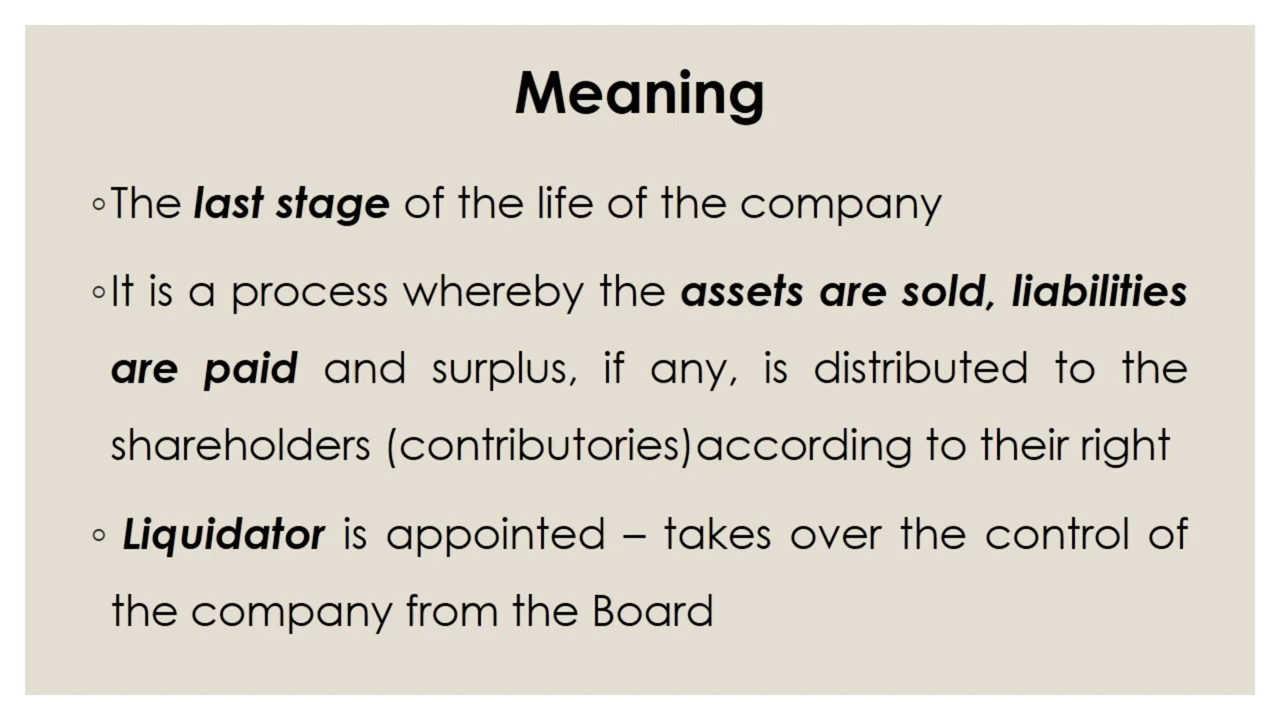 Meaning
◦The last stage of the life of the company
◦It is a process whereby the assets are sold, liabilities
are paid and surplus, if any, is distributed to the
shareholders (contributories)according to their right
◦ Liquidator is appointed – takes over the control of
the company from the Board